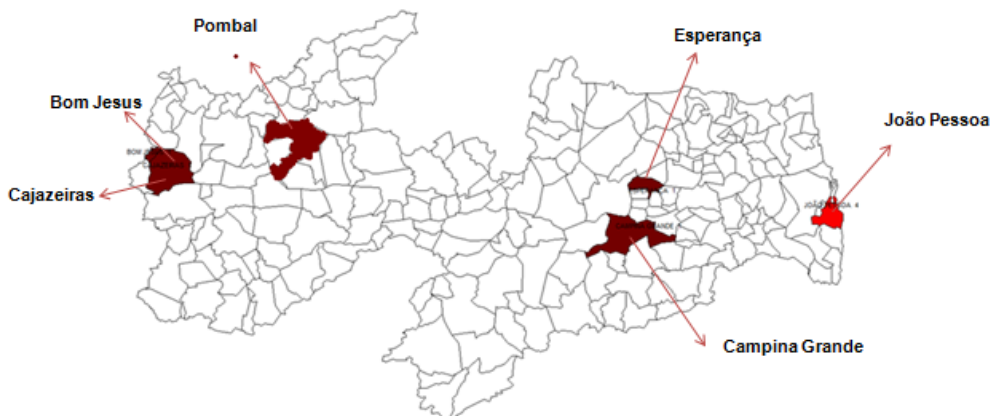 Pombal
Esperança
Bom Jesus
João Pessoa
Cajazeiras
Campina Grande